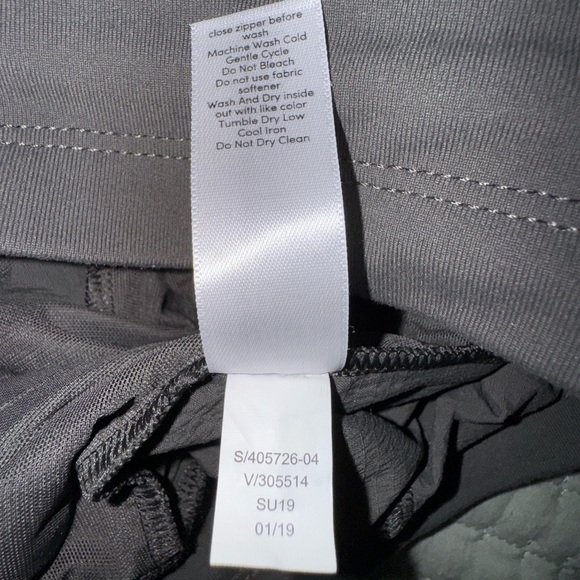 close zipper before
wash
Machine Wash Cold
Gentle Cycle
Do Not Bleach
Do not use fabric
softener
Wash And Dry inside
out with like color
Tumble Dry Low
Cool Iron
Do Not Dry Clean
S/405726-04
V/305514
SU19
01/19